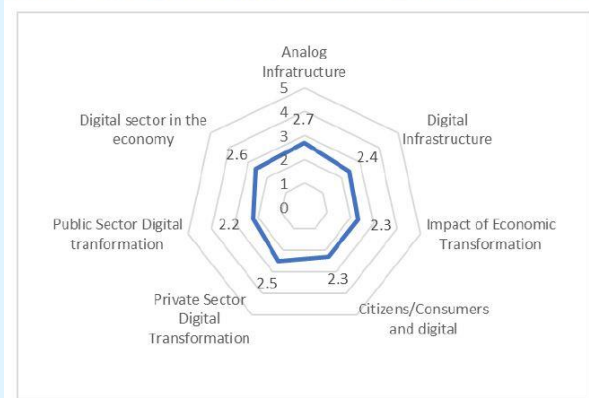 Analog
Infratructure
5
4
2.7
3
2
1
0
Digital
Infrastructure
2.4
Impact of Economic
Transformation
2.3
Citizens/Consumers
and digital
2.3
Private Sector
Digital
Transformation
2.5
Public Sector Digital
tranformation
2.2
Digital sector in the
economy
2.6